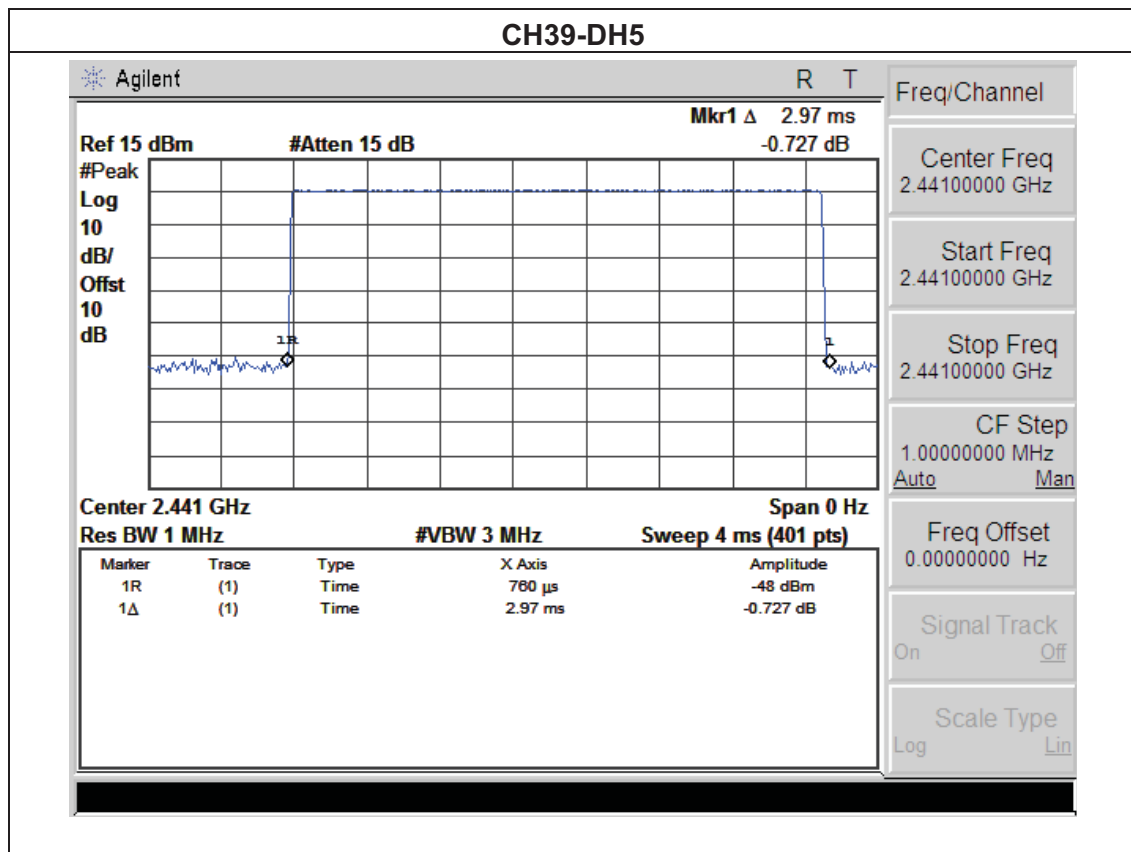 CH39-DH5
Agilent R T
Mkr1 Δ 2.97 ms
Ref 15 dBm #Atten 15 dB -0.727 dB
#Peak
Log
10
dB/
Offst
10
dB
1R
1
Center 2.441 GHz Span 0 Hz
Res BW 1 MHz #VBW 3 MHz Sweep 4 ms (401 pts)
Marker Trace Type X Axis Amplitude
1R (1) Time 760 µs -48 dBm
1Δ (1) Time 2.97 ms -0.727 dB
Freq/Channel
Center Freq
2.44100000 GHz
Start Freq
2.44100000 GHz
Stop Freq
2.44100000 GHz
CF Step
1.00000000 MHz
Auto Man
Freq Offset
0.00000000 Hz
Signal Track
On Off
Scale Type
Log Lin